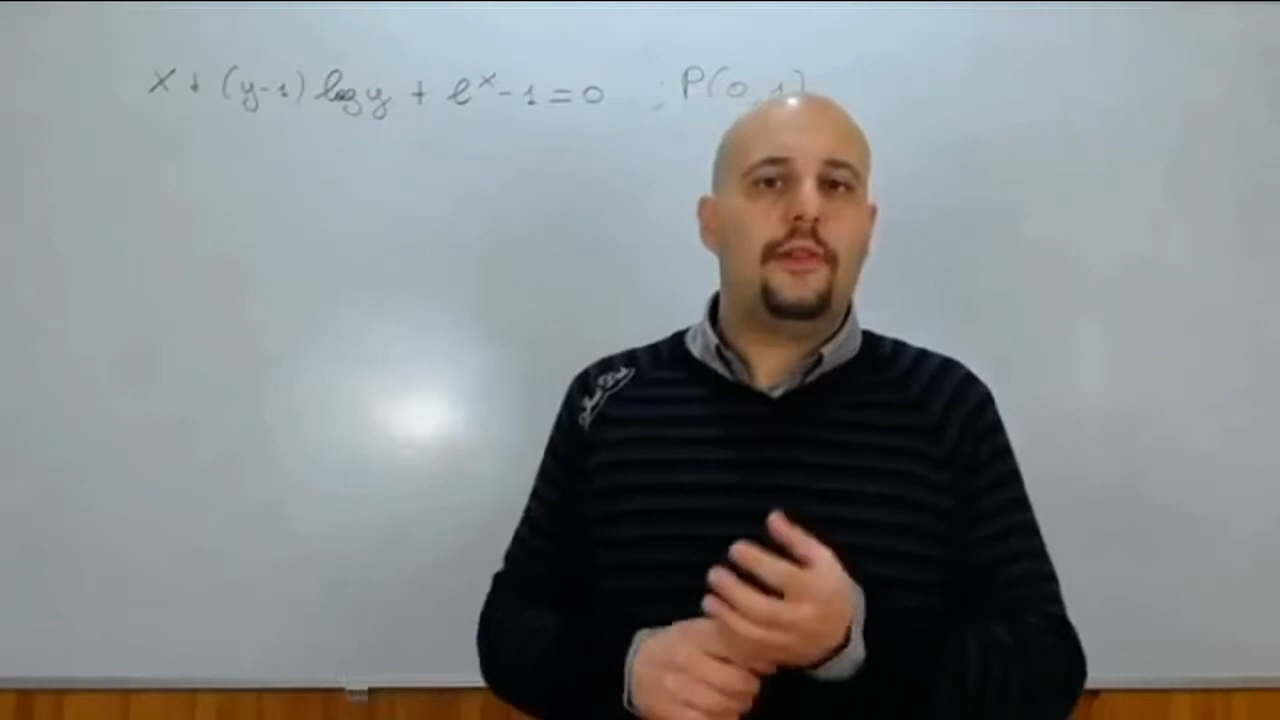 x + (y-1) log y + e^x - 1 = 0 ; P(0,1)